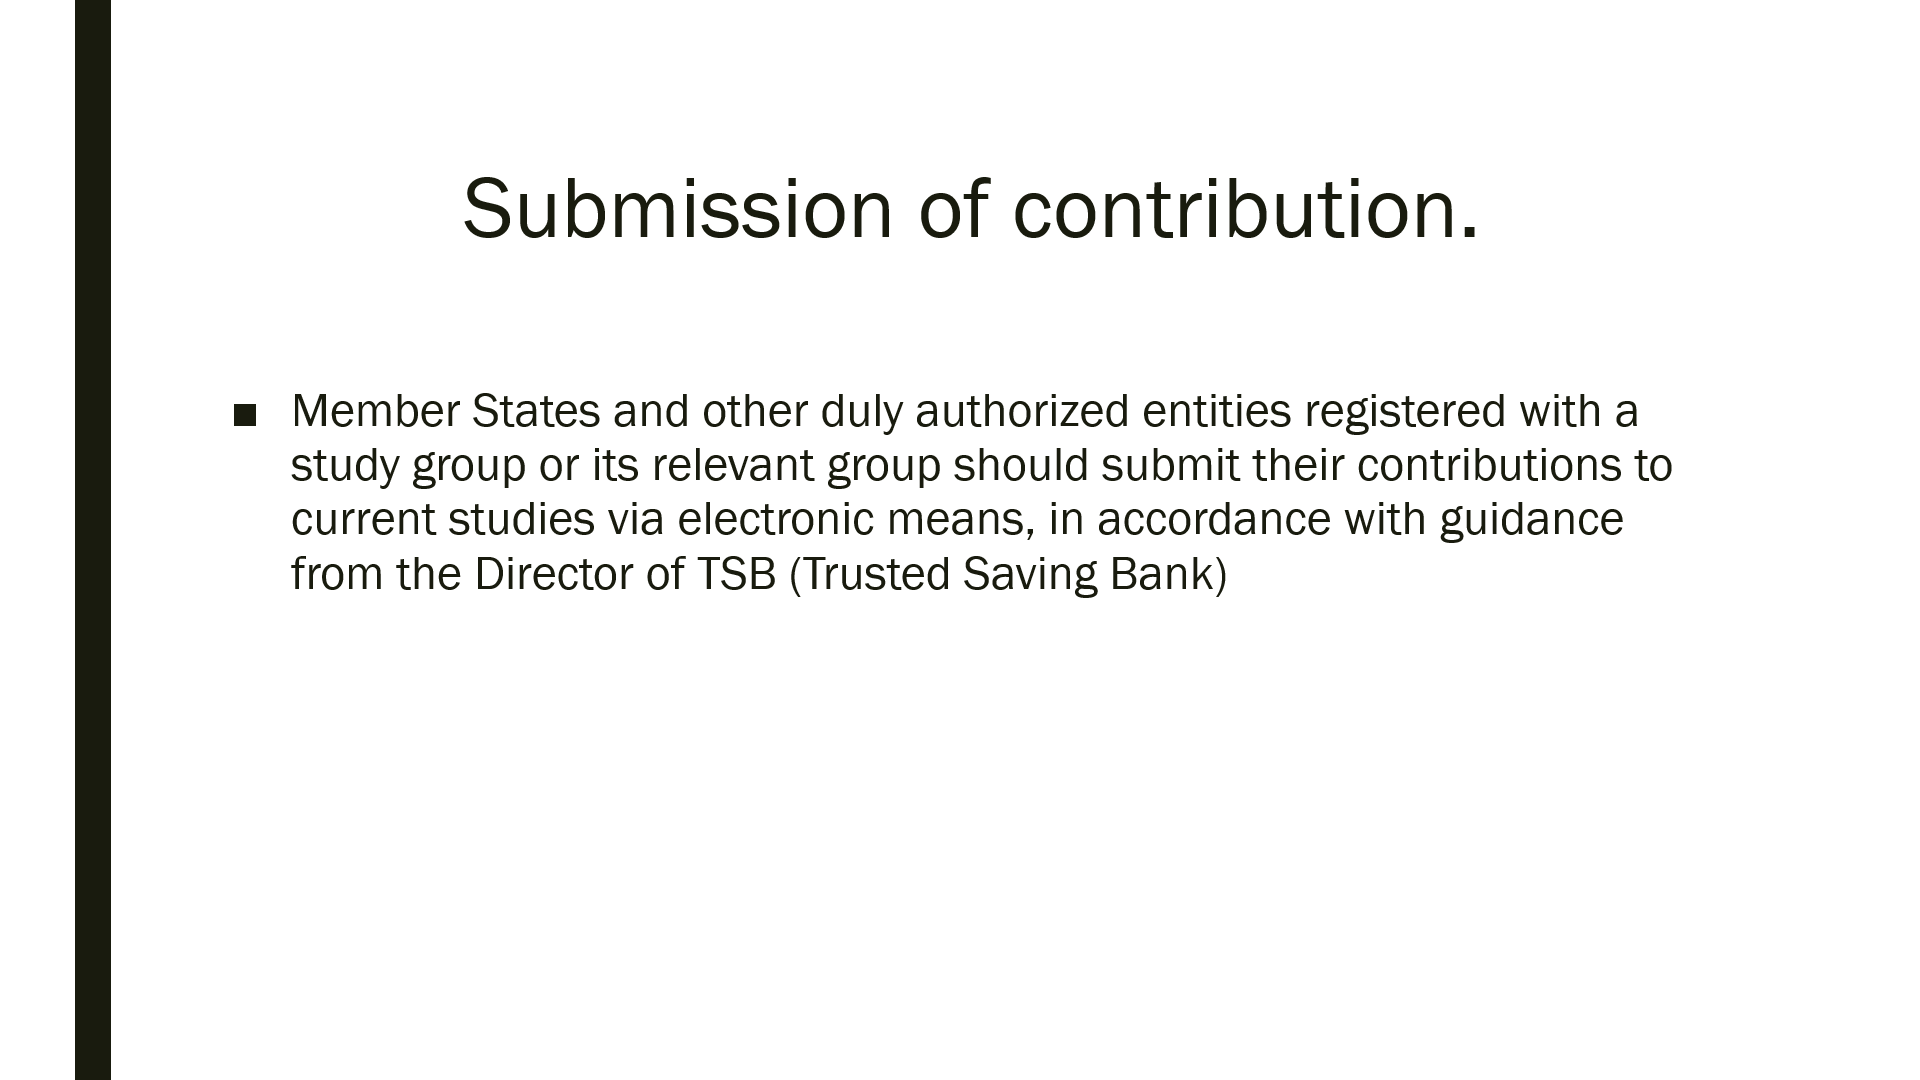 Submission of contribution.
■ Member States and other duly authorized entities registered with a
study group or its relevant group should submit their contributions to
current studies via electronic means, in accordance with guidance
from the Director of TSB (Trusted Saving Bank)